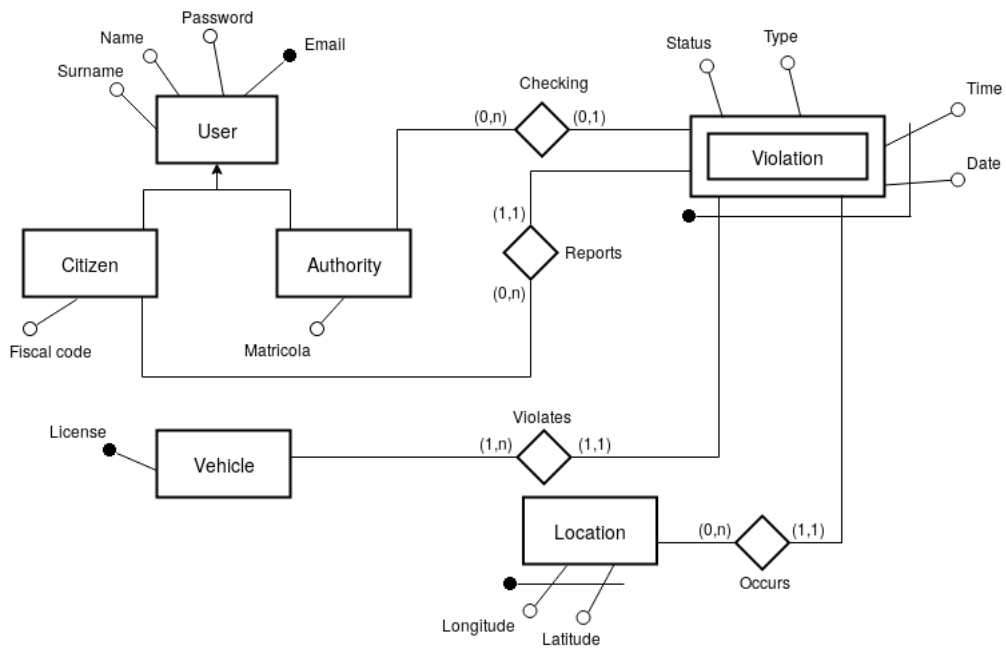 Password
Name
Email
Surname
User
Status
Type
Checking
Time
(0,n)
(0,1)
Violation
Date
(1,1)
Reports
(0,n)
Citizen
Authority
Fiscal code
Matricola
License
Violates
(1,n)
(1,1)
Vehicle
Location
(0,n)
(1,1)
Occurs
Longitude
Latitude